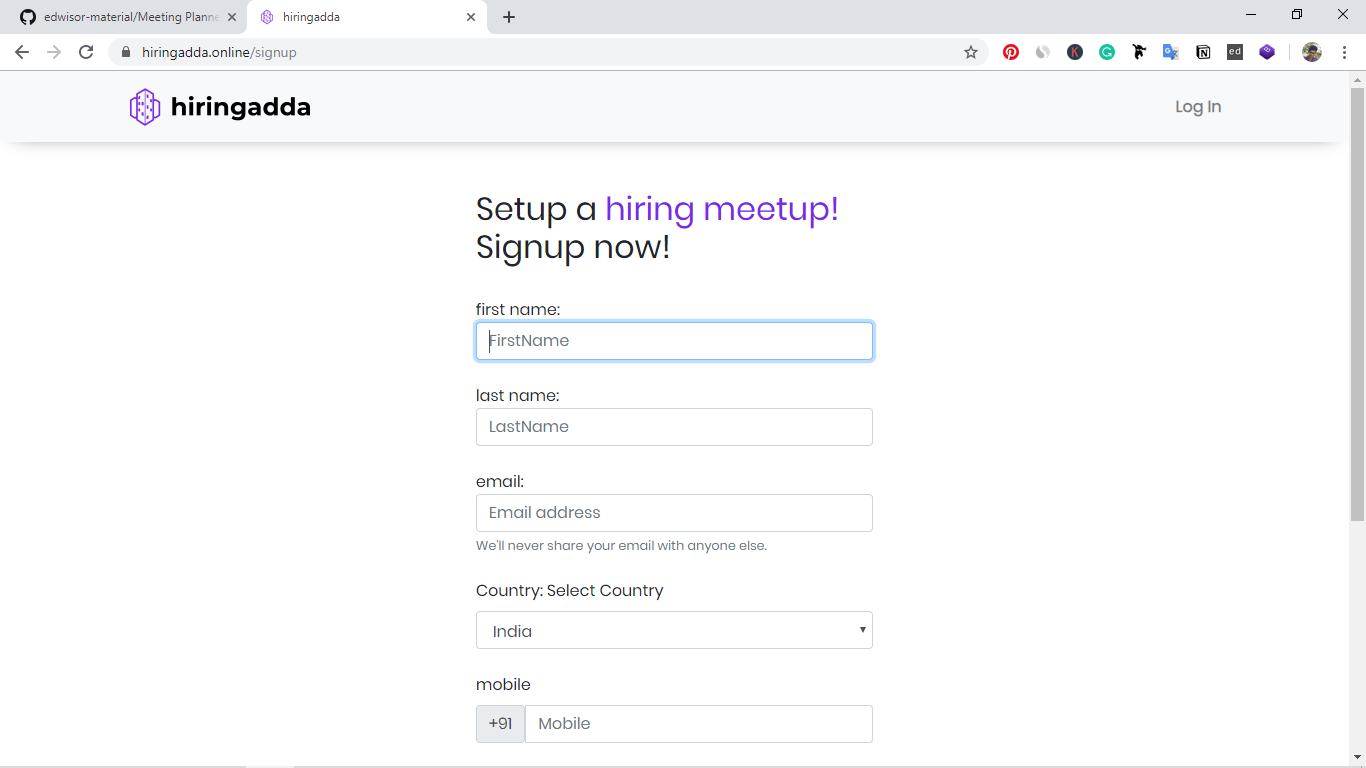 edwisor-material/Meeting Planne
hiringadda
hiringadda.online/signup
hiringadda
Log In
Setup a hiring meetup!
Signup now!
first name:
FirstName
last name:
LastName
email:
Email address
We'll never share your email with anyone else.
Country: Select Country
India
mobile
+91 Mobile